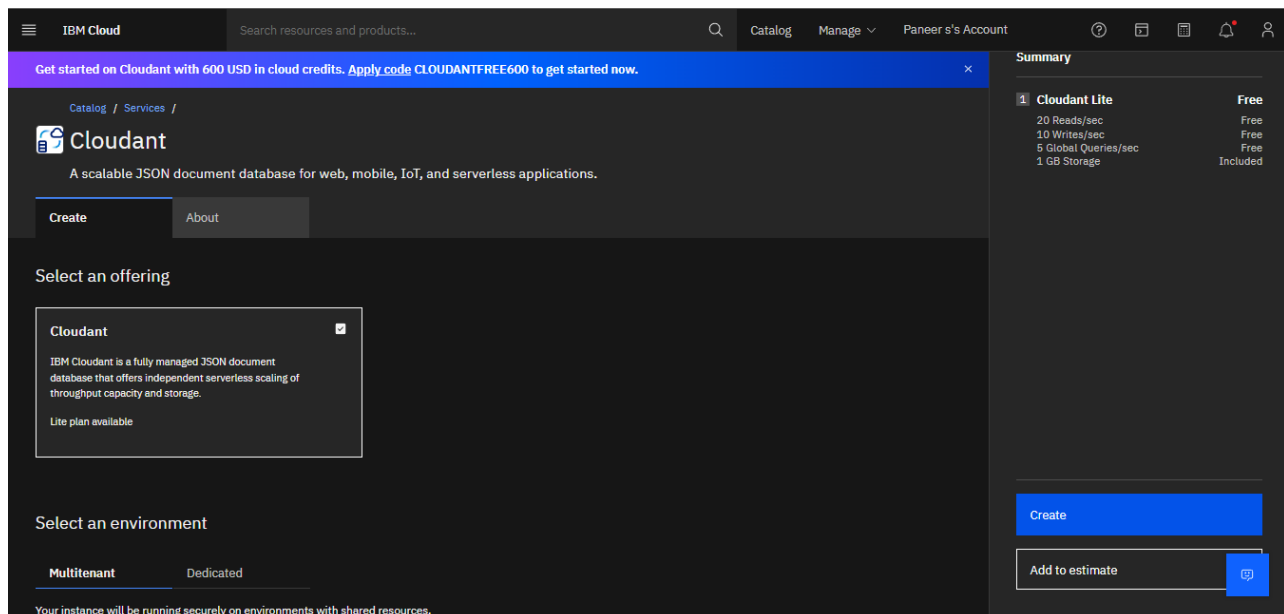 IBM Cloud
Search resources and products...
Catalog
Manage
Paneer s's Account
Get started on Cloudant with 600 USD in cloud credits. Apply code CLOUDANTFREE600 to get started now.
Catalog / Services /
Cloudant
A scalable JSON document database for web, mobile, IoT, and serverless applications.
Create
About
Select an offering
Cloudant
IBM Cloudant is a fully managed JSON document
database that offers independent serverless scaling of
throughput capacity and storage.
Lite plan available
Select an environment
Multitenant
Dedicated
Your instance will be running securely on environments with shared resources.
Summary
1 Cloudant Lite Free
20 Reads/sec Free
10 Writes/sec Free
5 Global Queries/sec Free
1 GB Storage Included
Create
Add to estimate